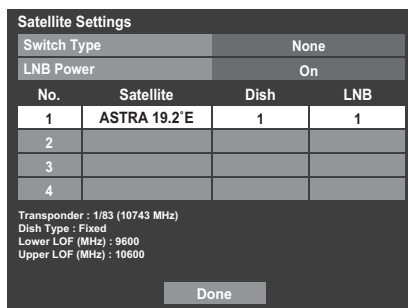 Satellite Settings
Switch Type None
LNB Power On
No. Satellite Dish LNB
1 ASTRA 19.2°E 1 1
2
3
4
Transponder : 1/83 (10743 MHz)
Dish Type : Fixed
Lower LOF (MHz) : 9600
Upper LOF (MHz) : 10600
Done